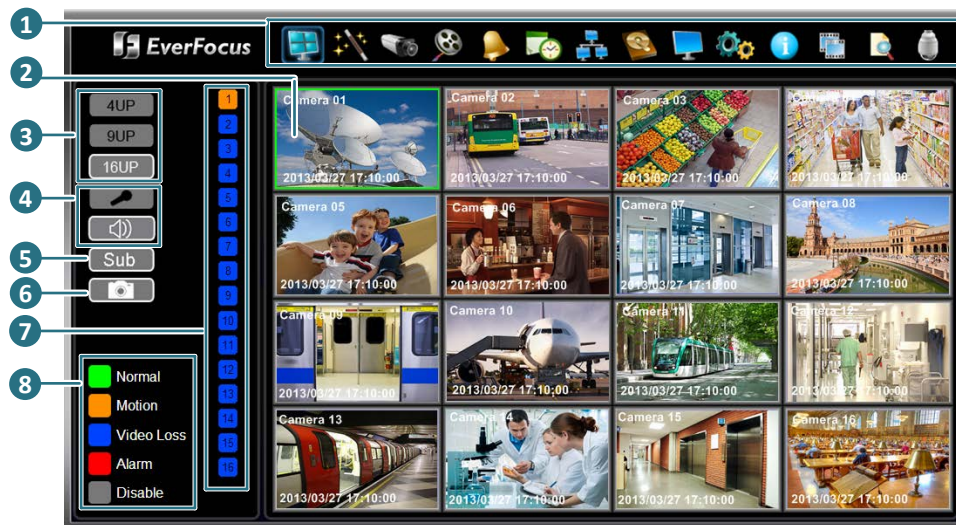 1
EverFocus
2
3
4UP
9UP
16UP
4
5
Sub
6
7
8
Normal
Motion
Video Loss
Alarm
Disable
1
2
3
4
5
6
7
8
9
10
11
12
13
14
15
16
Camera 01
2013/03/27 17:10:00
Camera 02
2013/03/27 17:10:00
Camera 03
2013/03/27 17:10:00
2013/03/27 17:10:00
Camera 05
2013/03/27 17:10:00
Camera 06
2013/03/27 17:10:00
Camera 07
2013/03/27 17:10:00
Camera 08
2013/03/27 17:10:00
Camera 09
2013/03/27 17:10:00
Camera 10
2013/03/27 17:10:00
Camera 11
2013/03/27 17:10:00
Camera 12
2013/03/27 17:10:00
Camera 13
2013/03/27 17:10:00
Camera 14
2013/03/27 17:10:00
Camera 15
2013/03/27 17:10:00
Camera 16
2013/03/27 17:10:00